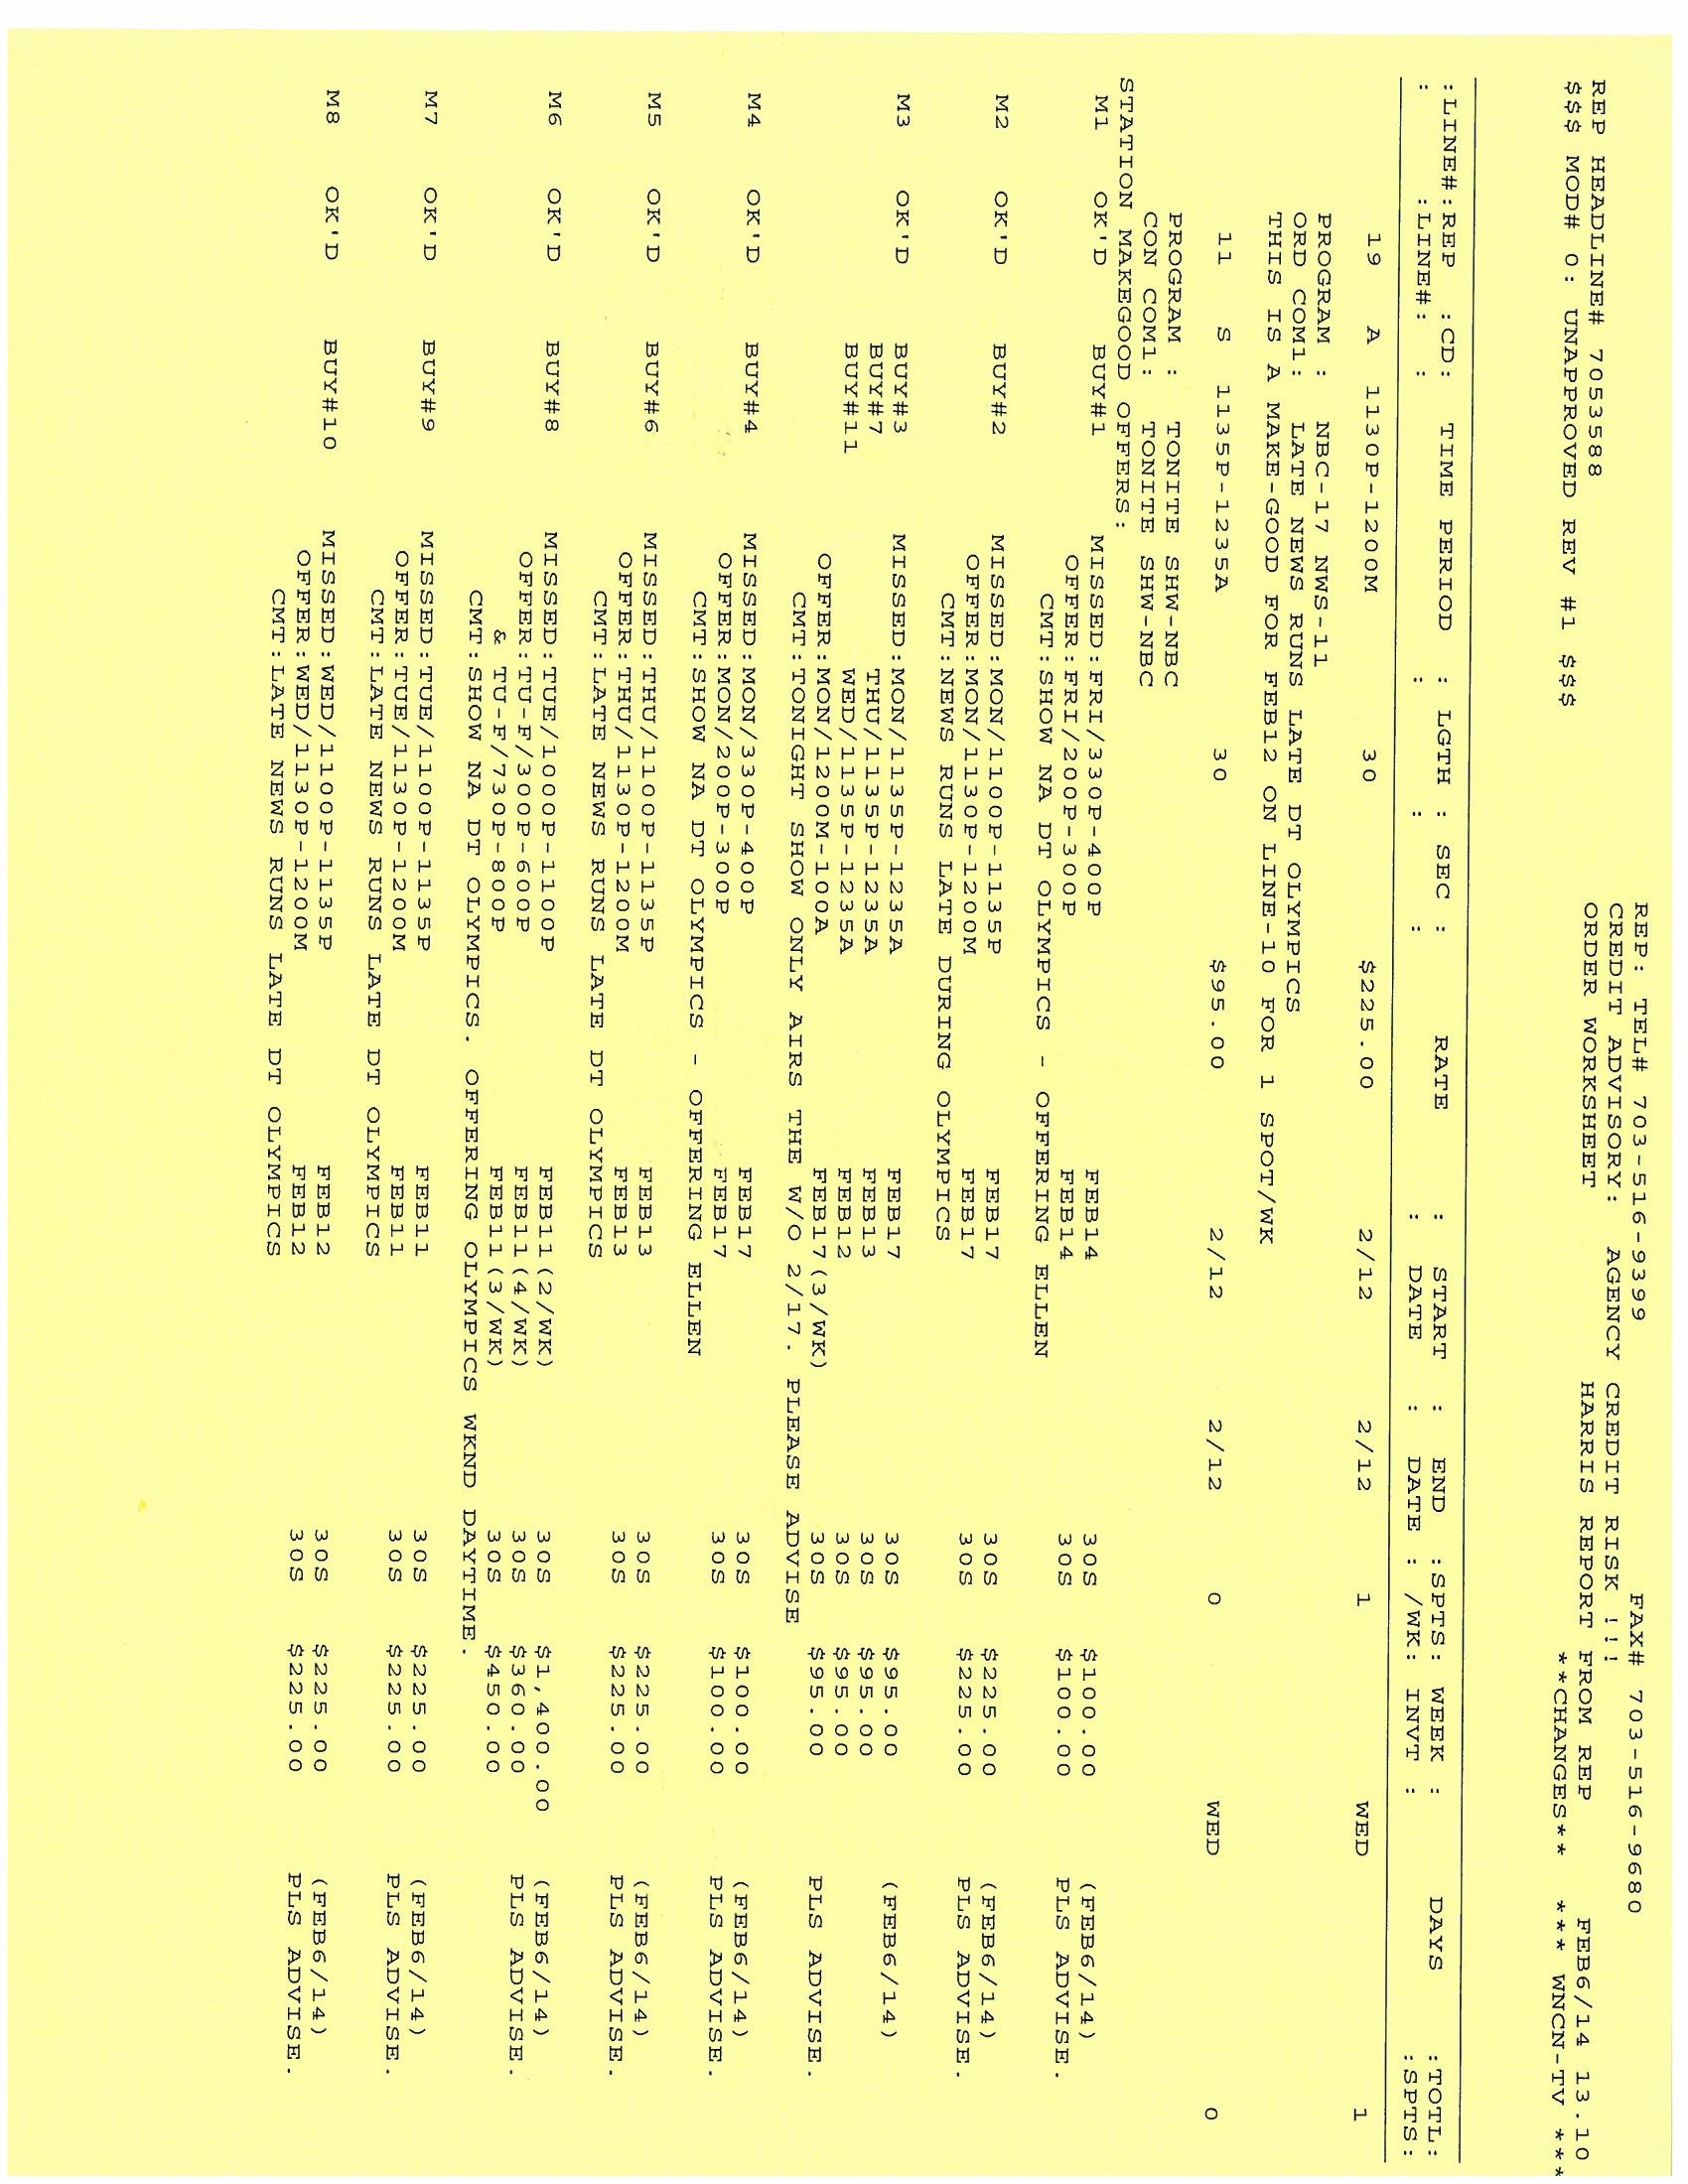 REP: TEL# 703-516-9399 FAX# 703-516-9680
CREDIT ADVISORY: AGENCY CREDIT RISK !!!
REP HEADLINE# 7053588 ORDER WORKSHEET HARRIS REPORT FROM REP FEB6/14 13.10
$$$ MOD# 0: UNAPPROVED REV #1 $$$ **CHANGES** *** WNCN-TV ***
:LINE#:REP :CD: TIME PERIOD : LGTH : SEC : RATE : START : END :SPTS: WEEK : DAYS :TOTL:
: :LINE#: : : : : : DATE : DATE : /WK: INVT : :SPTS:
19 A 1130P-1200M 30 $225.00 2/12 2/12 1 WED 1
PROGRAM : NBC-17 NWS-11
ORD COM1: LATE NEWS RUNS LATE DT OLYMPICS
THIS IS A MAKE-GOOD FOR FEB12 ON LINE-10 FOR 1 SPOT/WK
11 S 1135P-1235A 30 $95.00 2/12 2/12 0 WED 0
PROGRAM : TONITE SHW-NBC
CON COM1: TONITE SHW-NBC
STATION MAKEGOOD OFFERS:
M1 OK'D BUY#1 MISSED:FRI/330P-400P FEB14 30S $100.00 (FEB6/14)
OFFER:FRI/200P-300P FEB14 30S $100.00 PLS ADVISE.
CMT:SHOW NA DT OLYMPICS - OFFERING ELLEN
M2 OK'D BUY#2 MISSED:MON/1100P-1135P FEB17 30S $225.00 (FEB6/14)
OFFER:MON/1130P-1200M FEB17 30S $225.00 PLS ADVISE.
CMT:NEWS RUNS LATE DURING OLYMPICS
M3 OK'D BUY#3 MISSED:MON/1135P-1235A FEB17 30S $95.00 (FEB6/14)
BUY#7 THU/1135P-1235A FEB13 30S $95.00
BUY#11 WED/1135P-1235A FEB12 30S $95.00
OFFER:MON/1200M-100A FEB17(3/WK) 30S $95.00 PLS ADVISE.
CMT:TONIGHT SHOW ONLY AIRS THE W/O 2/17. PLEASE ADVISE
M4 OK'D BUY#4 MISSED:MON/330P-400P FEB17 30S $100.00 (FEB6/14)
OFFER:MON/200P-300P FEB17 30S $100.00 PLS ADVISE.
CMT:SHOW NA DT OLYMPICS - OFFERING ELLEN
M5 OK'D BUY#6 MISSED:THU/1100P-1135P FEB13 30S $225.00 (FEB6/14)
OFFER:THU/1130P-1200M FEB13 30S $225.00 PLS ADVISE.
CMT:LATE NEWS RUNS LATE DT OLYMPICS
M6 OK'D BUY#8 MISSED:TUE/1000P-1100P FEB11(2/WK) 30S $1,400.00 (FEB6/14)
OFFER:TU-F/300P-600P FEB11(4/WK) 30S $360.00 PLS ADVISE.
& TU-F/730P-800P FEB11(3/WK) 30S $450.00
CMT:SHOW NA DT OLYMPICS. OFFERING OLYMPICS WKND DAYTIME.
M7 OK'D BUY#9 MISSED:TUE/1100P-1135P FEB11 30S $225.00 (FEB6/14)
OFFER:TUE/1130P-1200M FEB11 30S $225.00 PLS ADVISE.
CMT:LATE NEWS RUNS LATE DT OLYMPICS
M8 OK'D BUY#10 MISSED:WED/1100P-1135P FEB12 30S $225.00 (FEB6/14)
OFFER:WED/1130P-1200M FEB12 30S $225.00 PLS ADVISE.
CMT:LATE NEWS RUNS LATE DT OLYMPICS